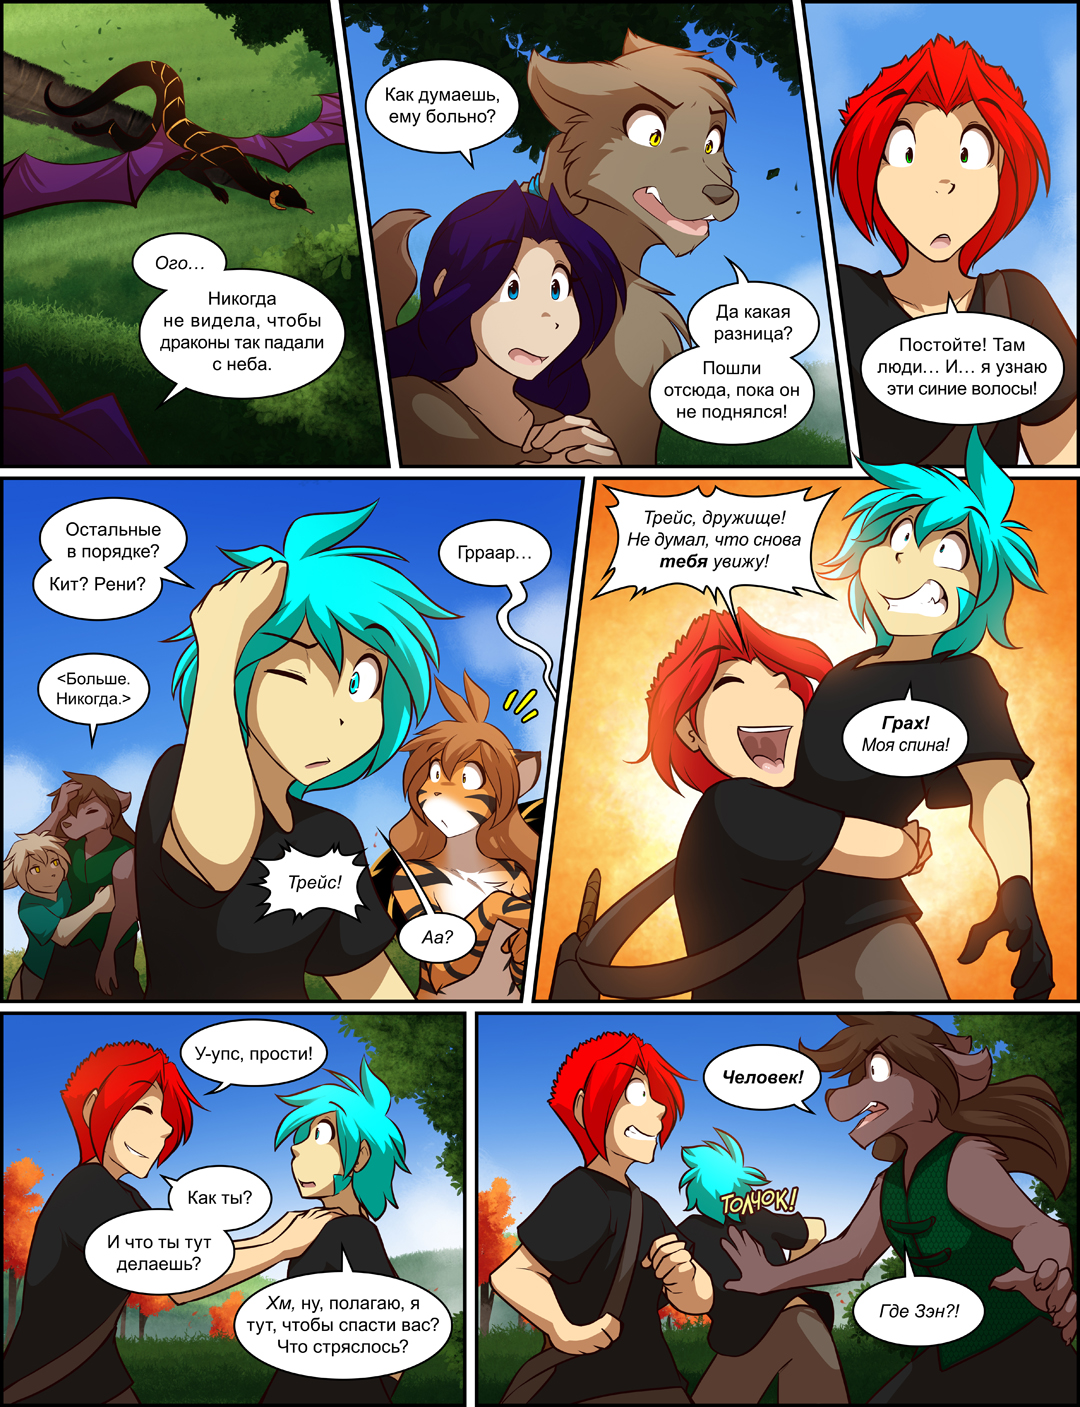 Ого...
Никогда
не видела, чтобы
драконы так падали
с неба.
Как думаешь,
ему больно?
Да какая
разница?
Пошли
отсюда, пока он
не поднялся!
Постойте! Там
люди... И... я узнаю
эти синие волосы!
Остальные
в порядке?
Кит? Рени?
<Больше.
Никогда.>
Грраар...
Трейс!
Аа?
Трейс, дружище!
Не думал, что снова
тебя увижу!
Грах!
Моя спина!
У-упс, прости!
Как ты?
И что ты тут
делаешь?
Хм, ну, полагаю, я
тут, чтобы спасти вас?
Что стряслось?
Человек!
ТОЛЧОК!
Где Зэн?!